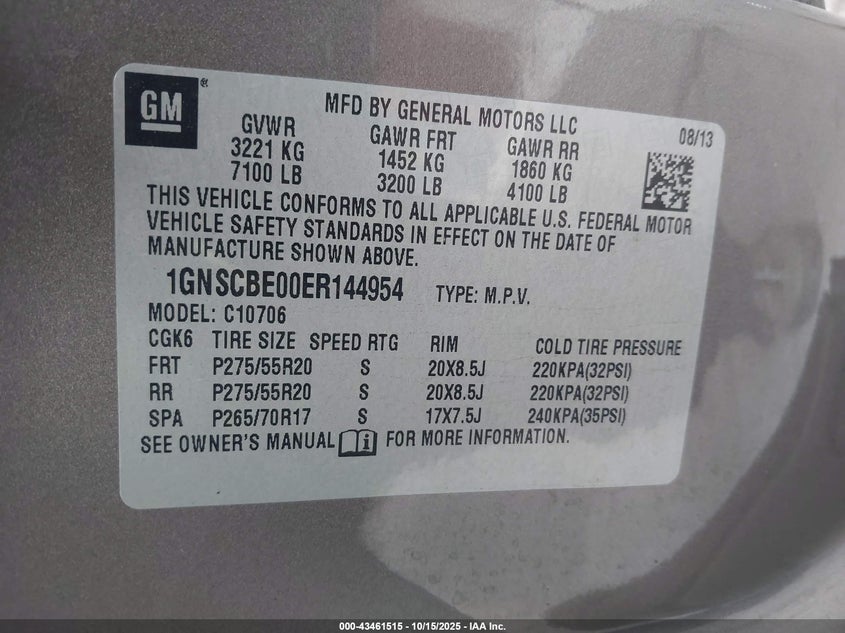 GM ®
MFD BY GENERAL MOTORS LLC
08/13
GVWR GAWR FRT GAWR RR
3221 KG 1452 KG 1860 KG
7100 LB 3200 LB 4100 LB
THIS VEHICLE CONFORMS TO ALL APPLICABLE U.S. FEDERAL MOTOR
VEHICLE SAFETY STANDARDS IN EFFECT ON THE DATE OF
MANUFACTURE SHOWN ABOVE.
1GNSCBE00ER144954 TYPE: M.P.V.
MODEL: C10706
CGK6 TIRE SIZE SPEED RTG RIM COLD TIRE PRESSURE
FRT P275/55R20 S 20X8.5J 220KPA(32PSI)
RR P275/55R20 S 20X8.5J 220KPA(32PSI)
SPA P265/70R17 S 17X7.5J 240KPA(35PSI)
SEE OWNER'S MANUAL i FOR MORE INFORMATION.
000-43461515 - 10/15/2025 - IAA Inc.